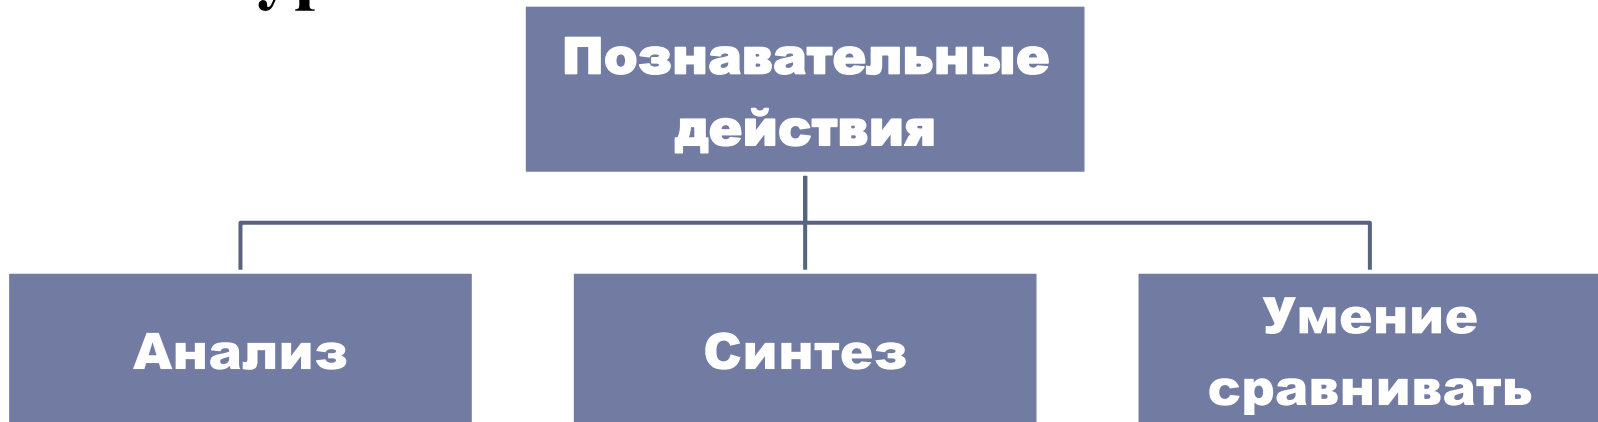 Познавательные
действия
Анализ
Синтез
Умение
сравнивать